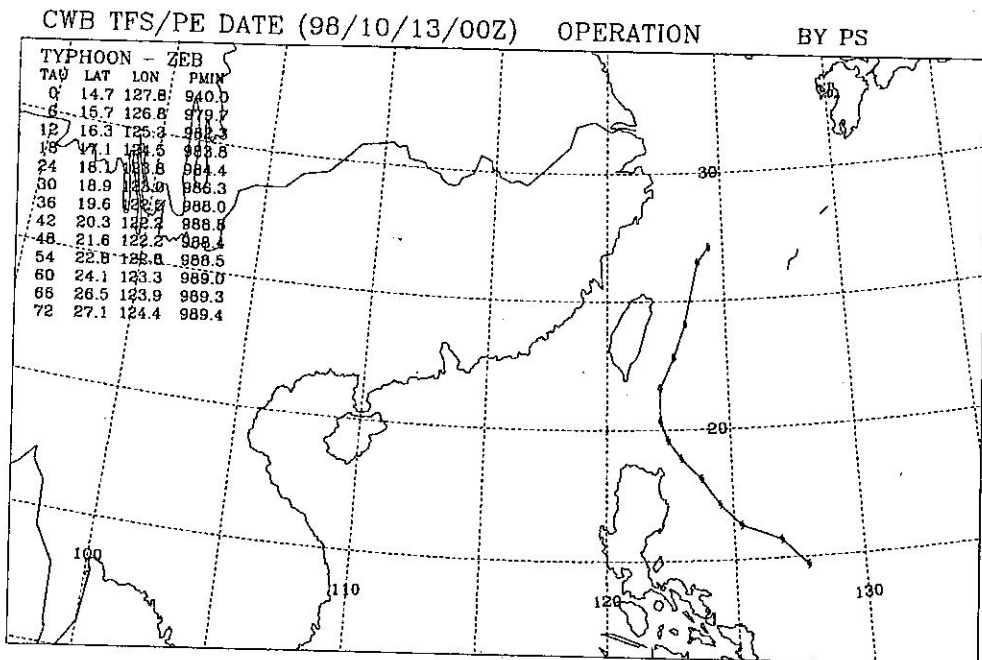 CWB TFS/PE DATE (98/10/13/00Z) OPERATION BY PS
TYPHOON - ZEB
TAU LAT LON PMIN
0 14.7 127.8 940.0
6 15.7 126.8 979.7
12 16.3 125.3 982.3
18 17.1 124.5 983.8
24 18.1 123.8 984.4
30 18.9 123.0 986.3
36 19.6 988.0
42 20.3 122.2 988.8
48 21.6 122.2 988.4
54 22.8 122.8 988.5
60 24.1 123.3 989.0
66 26.5 123.9 989.3
72 27.1 124.4 989.4
30
20
100
110
120
130